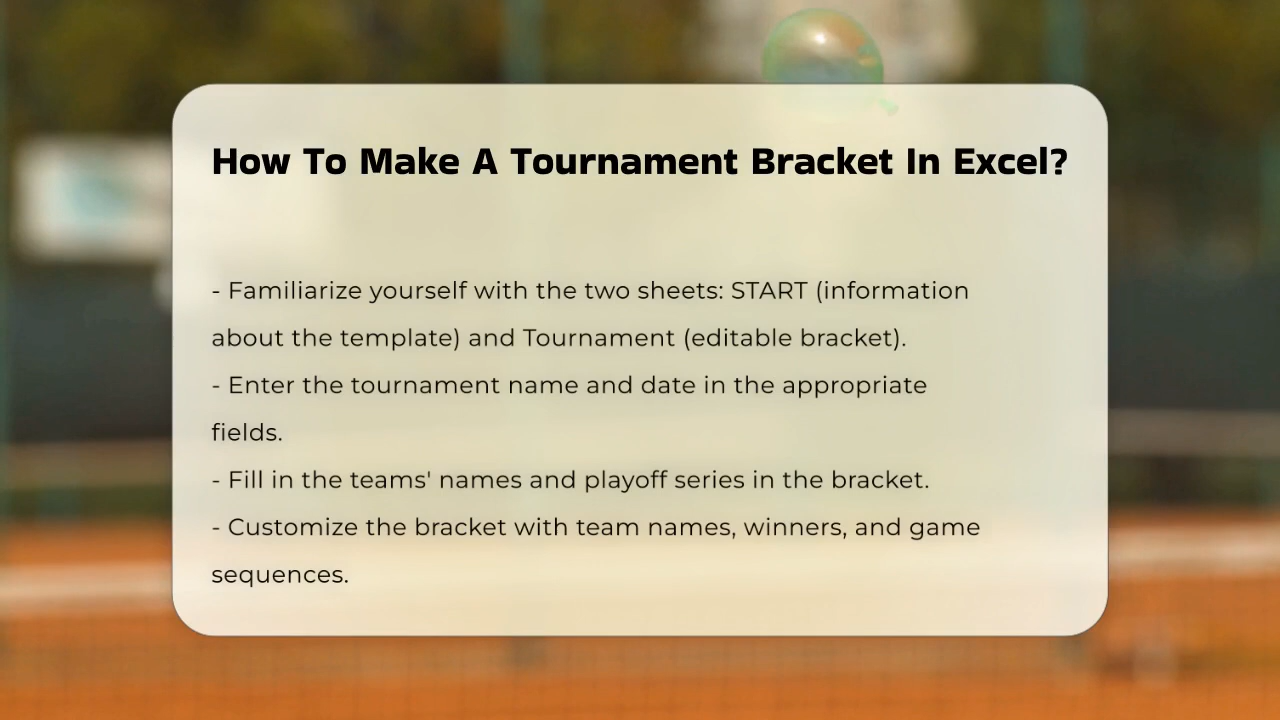 How To Make A Tournament Bracket In Excel?
- Familiarize yourself with the two sheets: START (information
about the template) and Tournament (editable bracket).
- Enter the tournament name and date in the appropriate
fields.
- Fill in the teams' names and playoff series in the bracket.
- Customize the bracket with team names, winners, and game
sequences.